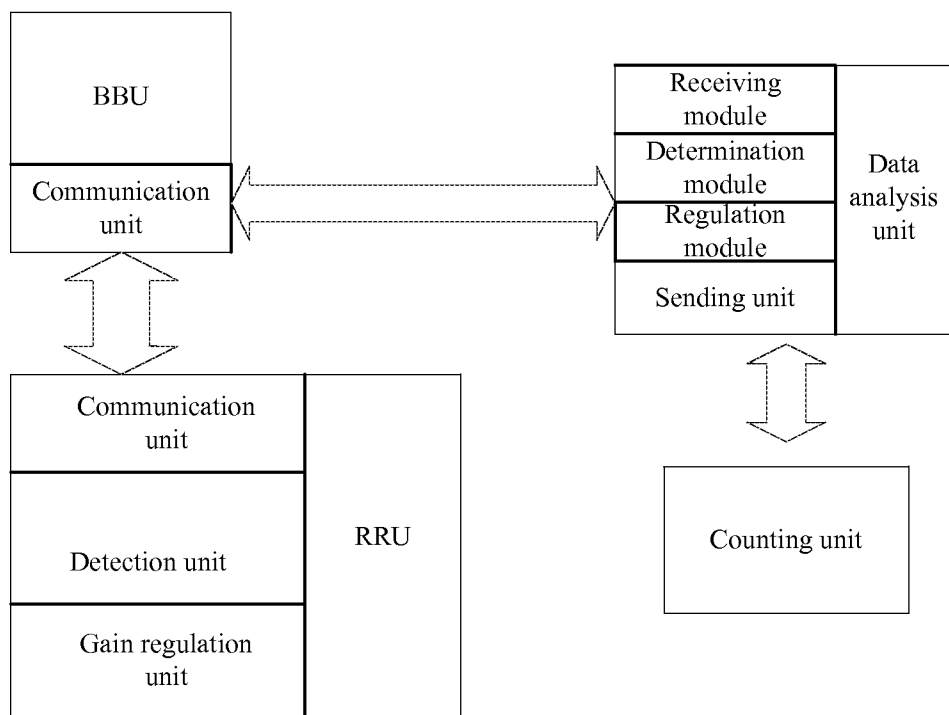 BBU
Communication
unit
Receiving
module
Determination
module
Regulation
module
Sending unit
Data
analysis
unit
Communication
unit
Detection unit
Gain regulation
unit
RRU
Counting unit